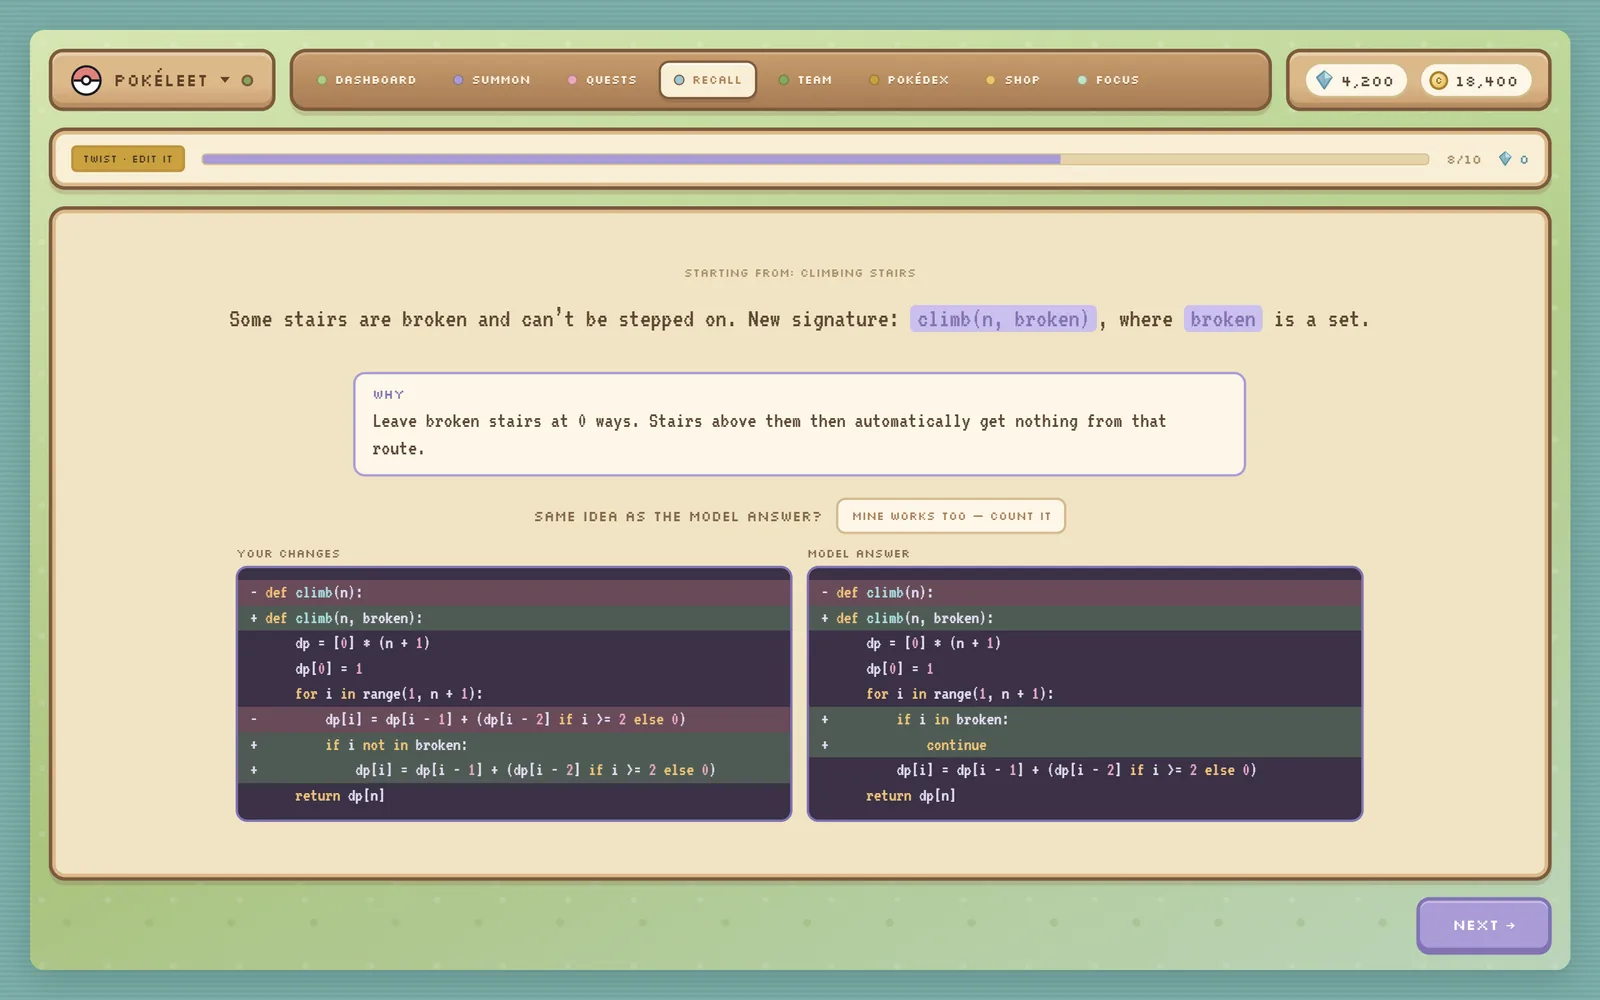 POKÉLEET
DASHBOARD
SUMMON
QUESTS
RECALL
TEAM
POKÉDEX
SHOP
FOCUS
4,200
18,400
TWIST · EDIT IT
8/10
0
STARTING FROM: CLIMBING STAIRS
Some stairs are broken and can't be stepped on. New signature: climb(n, broken), where broken is a set.
WHY
Leave broken stairs at 0 ways. Stairs above them then automatically get nothing from that
route.
SAME IDEA AS THE MODEL ANSWER?
MINE WORKS TOO — COUNT IT
YOUR CHANGES
- def climb(n):
+ def climb(n, broken):
      dp = [0] * (n + 1)
      dp[0] = 1
      for i in range(1, n + 1):
-         dp[i] = dp[i - 1] + (dp[i - 2] if i >= 2 else 0)
+         if i not in broken:
+             dp[i] = dp[i - 1] + (dp[i - 2] if i >= 2 else 0)
      return dp[n]
MODEL ANSWER
- def climb(n):
+ def climb(n, broken):
      dp = [0] * (n + 1)
      dp[0] = 1
      for i in range(1, n + 1):
+         if i in broken:
+             continue
          dp[i] = dp[i - 1] + (dp[i - 2] if i >= 2 else 0)
      return dp[n]
NEXT →